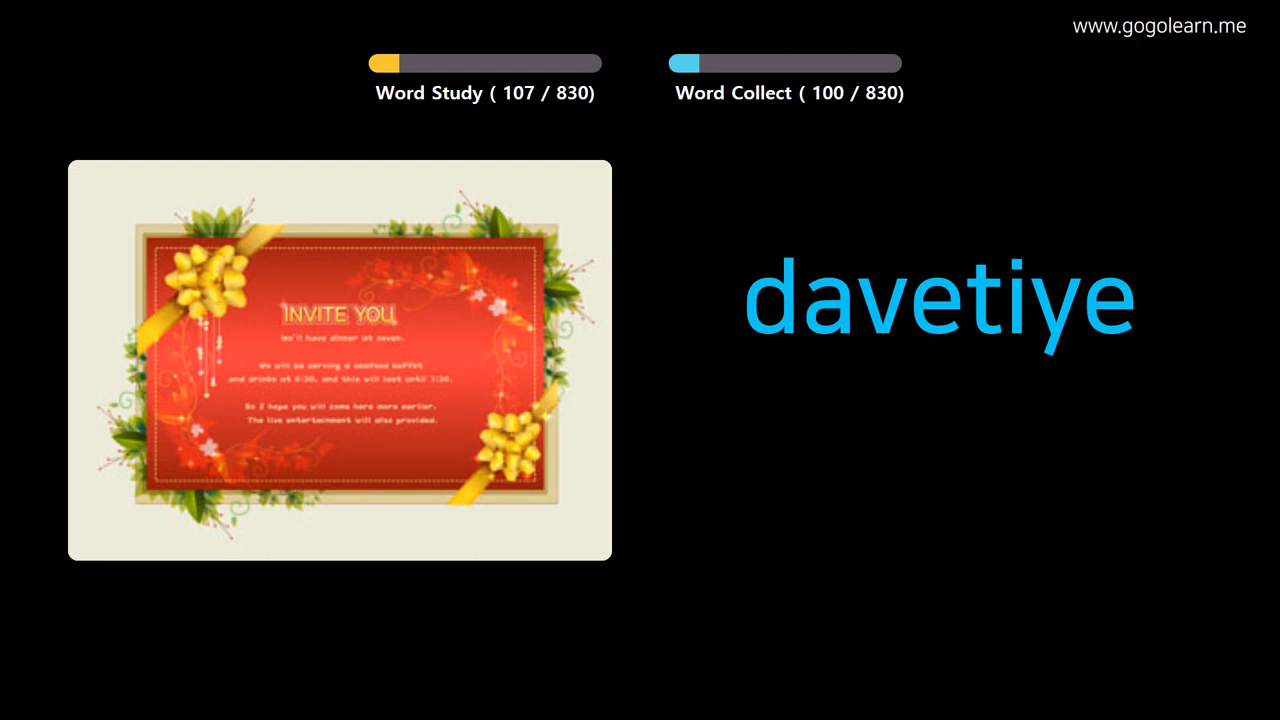 www.gogolearn.me
Word Study ( 107 / 830)
Word Collect ( 100 / 830)
INVITE YOU
We'll have dinner at seven.
We will be serving a seafood buffet
and drinks at 6:30, and this will last until 1:30.
So I hope you will come here more earlier.
The live entertainment will also provided.
davetiye